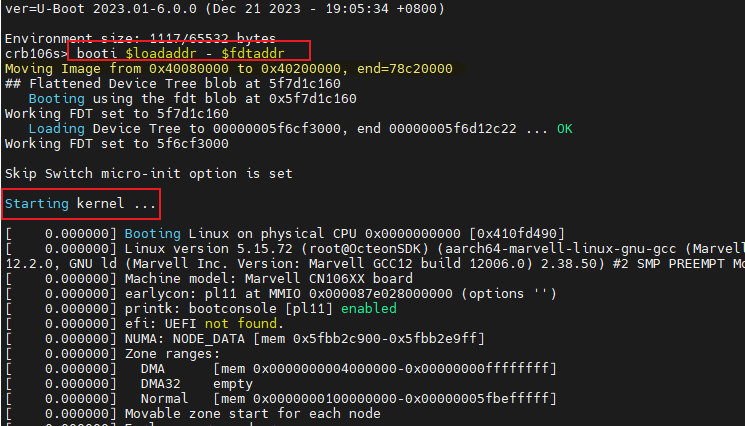 ver=U-Boot 2023.01-6.0.0 (Dec 21 2023 - 19:05:34 +0800)
Environment size: 1117/65532 bytes
crb106s> booti $loadaddr - $fdtaddr
Moving Image from 0x40080000 to 0x40200000, end=78c20000
## Flattened Device Tree blob at 5f7d1c160
Booting using the fdt blob at 0x5f7d1c160
Working FDT set to 5f7d1c160
Loading Device Tree to 00000005f6cf3000, end 00000005f6d12c22 ... OK
Working FDT set to 5f6cf3000
Skip Switch micro-init option is set
Starting kernel ...
[    0.000000] Booting Linux on physical CPU 0x0000000000 [0x410fd490]
[    0.000000] Linux version 5.15.72 (root@OcteonSDK) (aarch64-marvell-linux-gnu-gcc (Marvel
12.2.0, GNU ld (Marvell Inc. Version: Marvell GCC12 build 12006.0) 2.38.50) #2 SMP PREEMPT Mo
[    0.000000] Machine model: Marvell CN106XX board
[    0.000000] earlycon: pl11 at MMIO 0x000087e028000000 (options '')
[    0.000000] printk: bootconsole [pl11] enabled
[    0.000000] efi: UEFI not found.
[    0.000000] NUMA: NODE_DATA [mem 0x5fbb2c900-0x5fbb2e9ff]
[    0.000000] Zone ranges:
[    0.000000]   DMA      [mem 0x0000000004000000-0x00000000ffffffff]
[    0.000000]   DMA32    empty
[    0.000000]   Normal   [mem 0x0000000100000000-0x00000005fbefffff]
[    0.000000] Movable zone start for each node